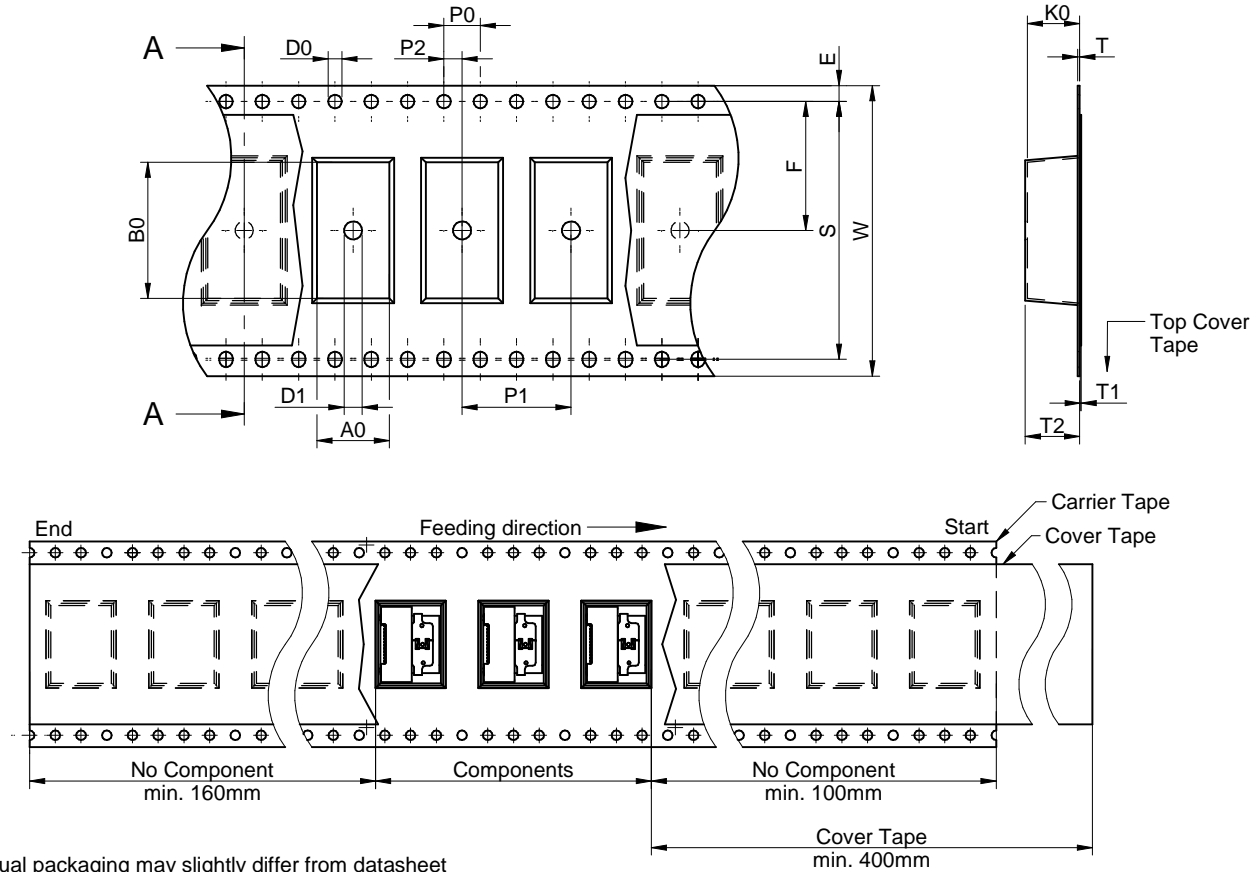 P0
K0
A
D0
P2
T
E
B0
F
S
W
Top Cover
Tape
D1
P1
T1
A
A0
T2
Carrier Tape
End
Feeding direction
Start
Cover Tape
No Component
min. 160mm
Components
No Component
min. 100mm
Cover Tape
min. 400mm
packaging may slightly differ from datasheet